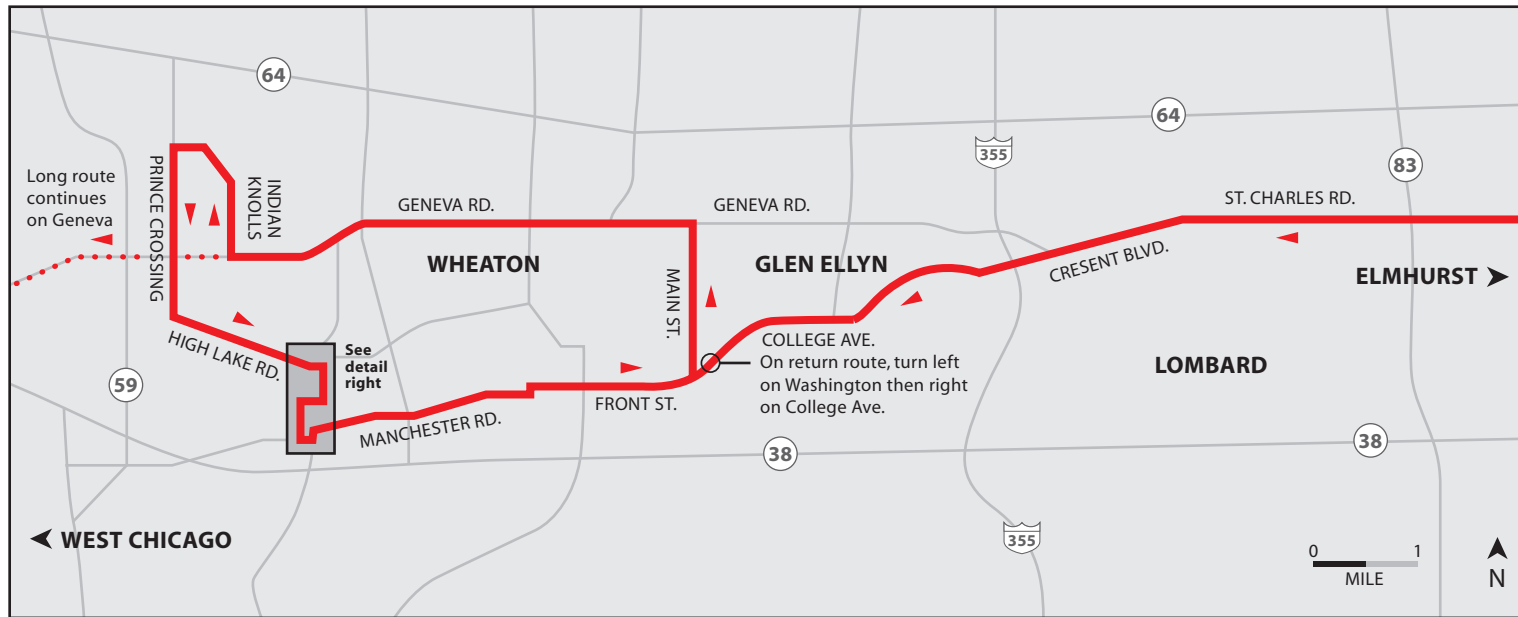 64
64
355
83
Long route
continues
on Geneva
PRINCE CROSSING
INDIAN
KNOLLS
GENEVA RD.
GENEVA RD.
ST. CHARLES RD.
WHEATON
GLEN ELLYN
CRESENT BLVD.
ELMHURST
MAIN ST.
HIGH LAKE RD.
See
detail
right
COLLEGE AVE.
On return route, turn left
on Washington then right
on College Ave.
LOMBARD
59
FRONT ST.
MANCHESTER RD.
38
38
WEST CHICAGO
355
0 1
MILE
N